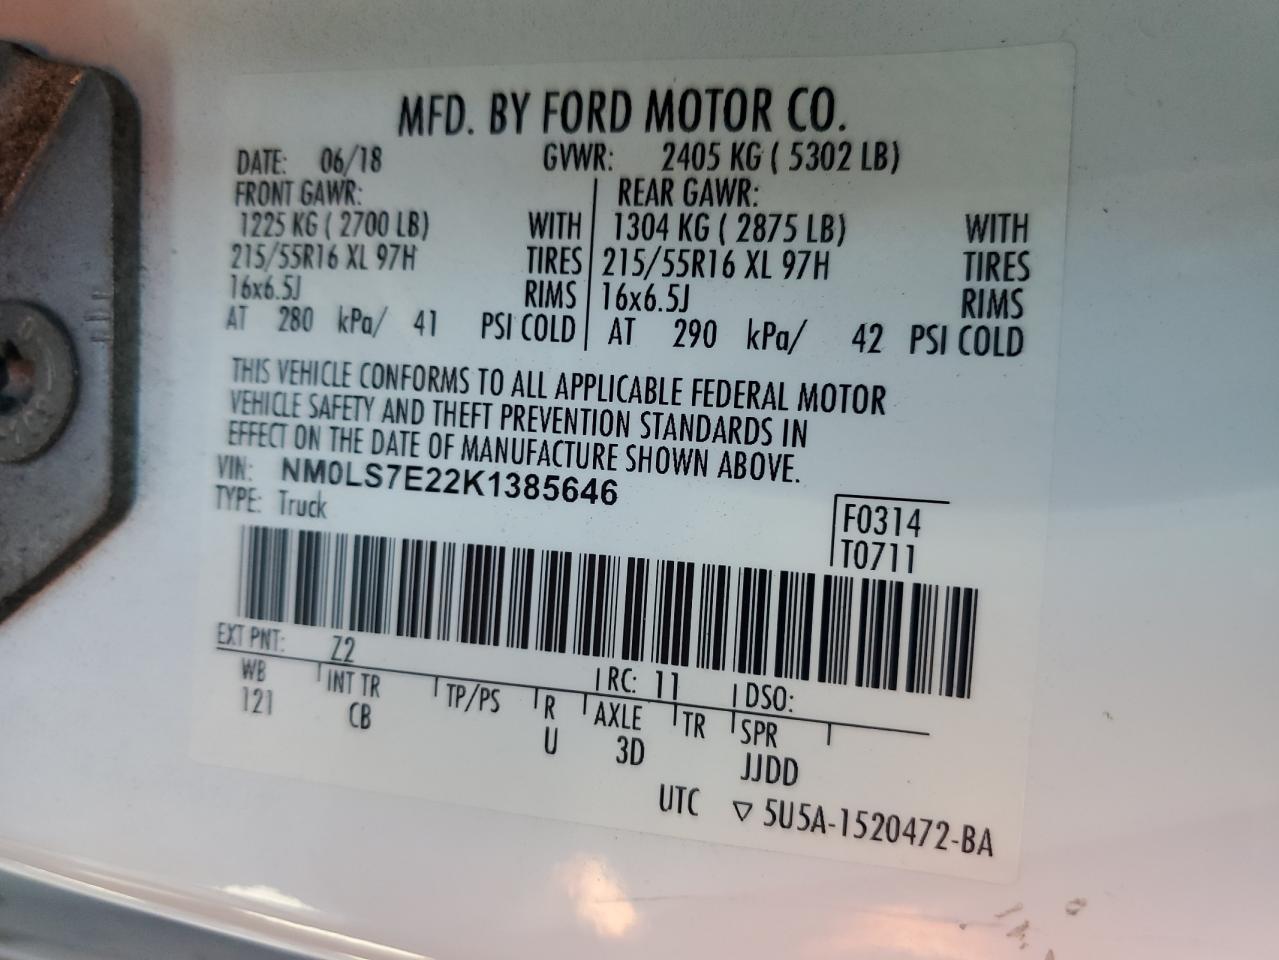 MFD. BY FORD MOTOR CO.
DATE: 06/18 GVWR: 2405 KG ( 5302 LB)
FRONT GAWR: REAR GAWR:
1225 KG ( 2700 LB) WITH 1304 KG ( 2875 LB) WITH
215/55R16 XL 97H TIRES 215/55R16 XL 97H TIRES
16x6.5J RIMS 16x6.5J RIMS
AT 280 kPa/ 41 PSI COLD AT 290 kPa/ 42 PSI COLD
THIS VEHICLE CONFORMS TO ALL APPLICABLE FEDERAL MOTOR
VEHICLE SAFETY AND THEFT PREVENTION STANDARDS IN
EFFECT ON THE DATE OF MANUFACTURE SHOWN ABOVE.
VIN: NM0LS7E22K1385646
TYPE: Truck
F0314
T0711
EXT PNT: Z2 RC: 11 DSO:
WB INT TR TP/PS R AXLE TR SPR
121 CB U 3D JJDD
UTC ▽ 5U5A-1520472-BA